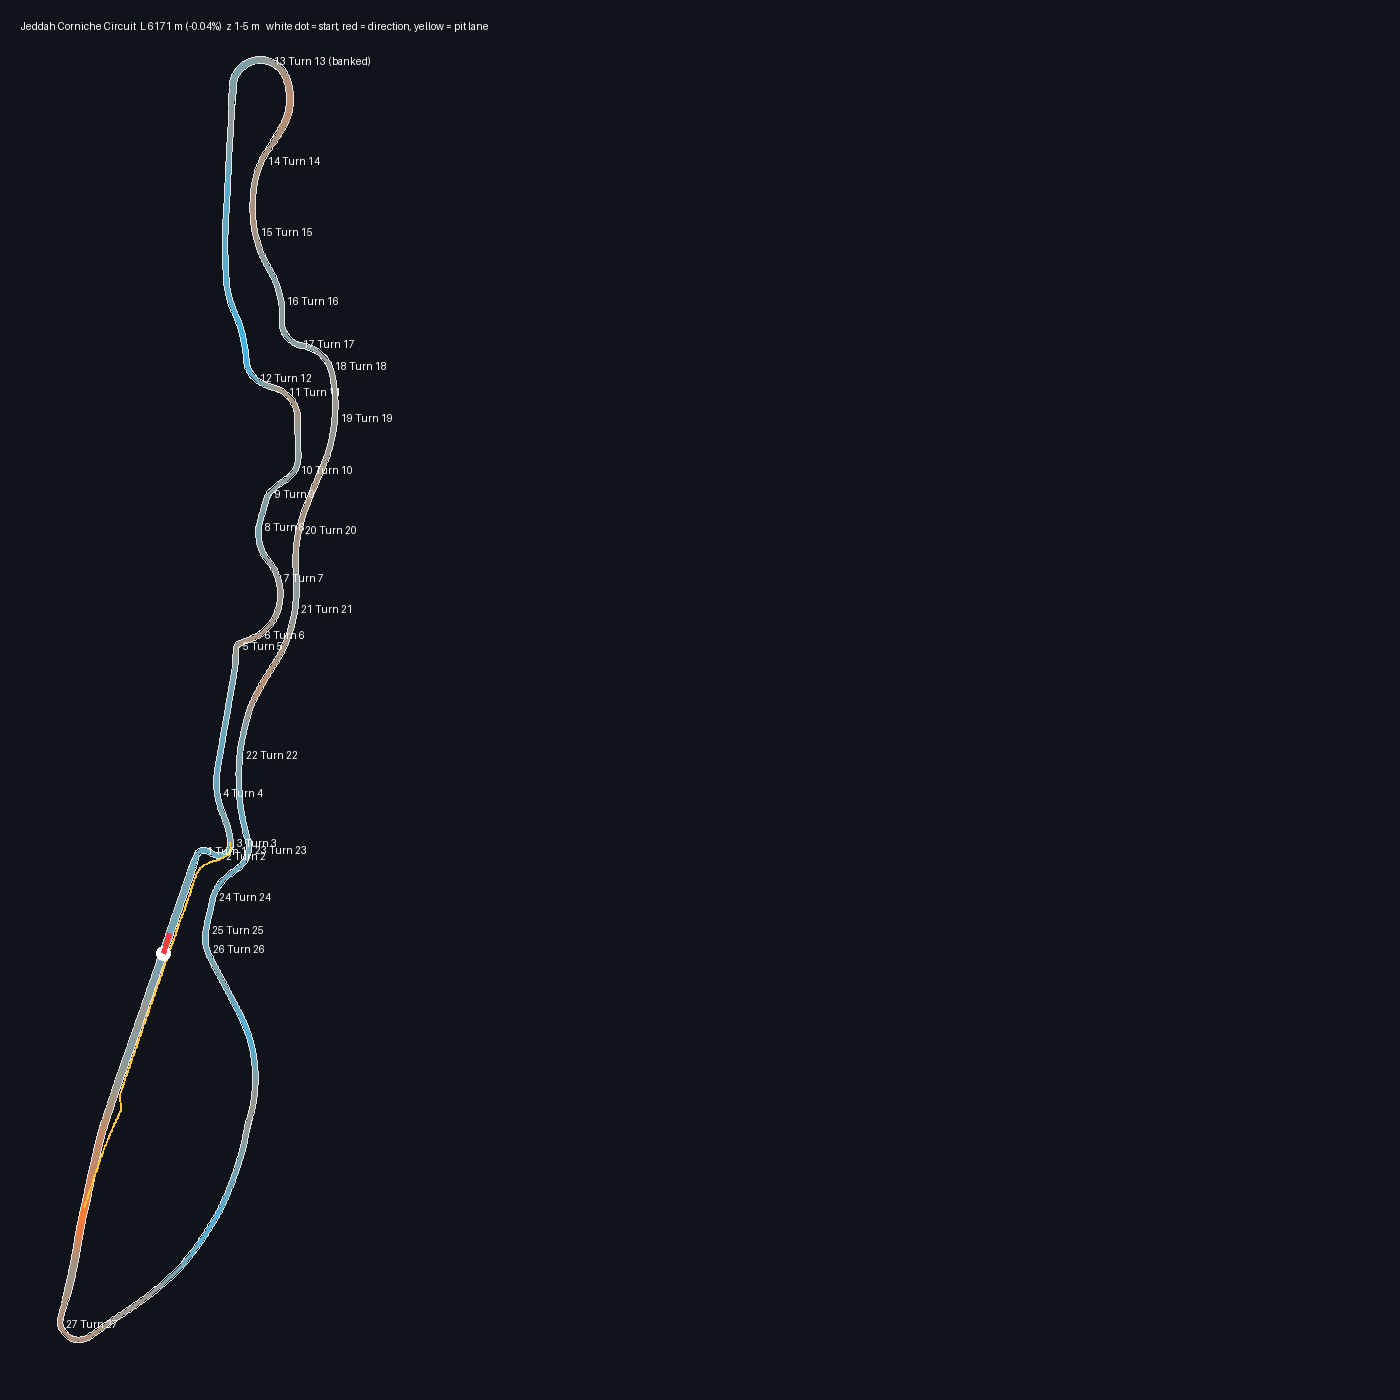 Jeddah Corniche Circuit L 6171 m (-0.04%) z 1-5 m white dot = start, red = direction, yellow = pit lane
13 Turn 13 (banked)
14 Turn 14
15 Turn 15
16 Turn 16
17 Turn 17
18 Turn 18
12 Turn 12
11 Turn 11
19 Turn 19
10 Turn 10
9 Turn 9
8 Turn 8
20 Turn 20
7 Turn 7
21 Turn 21
6 Turn 6
5 Turn 5
22 Turn 22
4 Turn 4
3 Turn 3
1 Turn 1
23 Turn 23
2 Turn 2
24 Turn 24
25 Turn 25
26 Turn 26
27 Turn 27